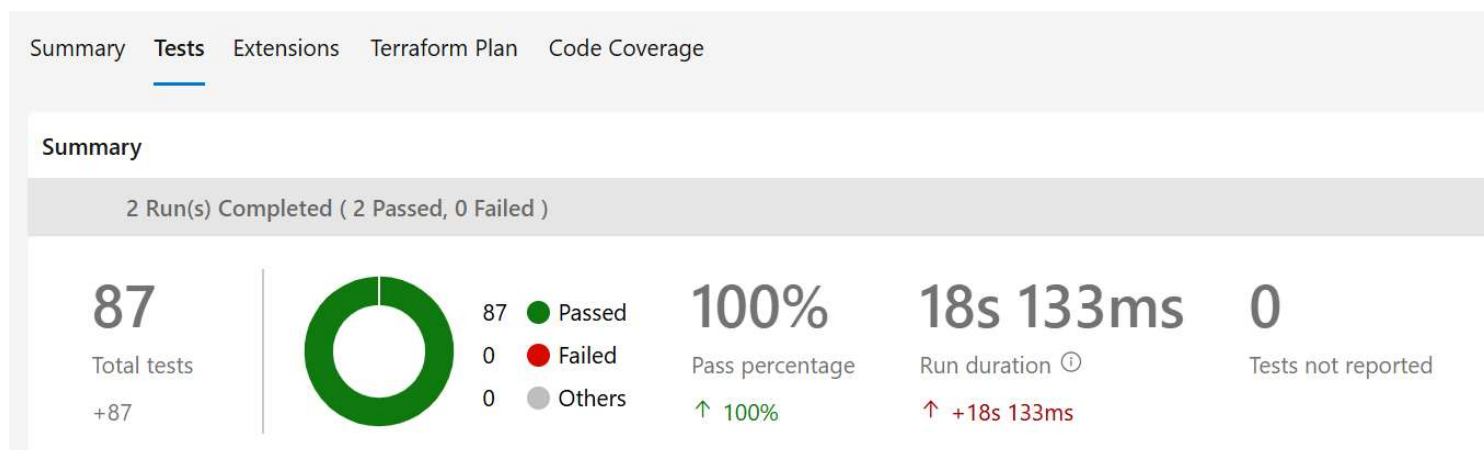 Summary Tests Extensions Terraform Plan Code Coverage
Summary
2 Run(s) Completed ( 2 Passed, 0 Failed )
87
Total tests
+87
87 Passed
0 Failed
0 Others
100%
Pass percentage
↑ 100%
18s 133ms
Run duration
↑ +18s 133ms
0
Tests not reported